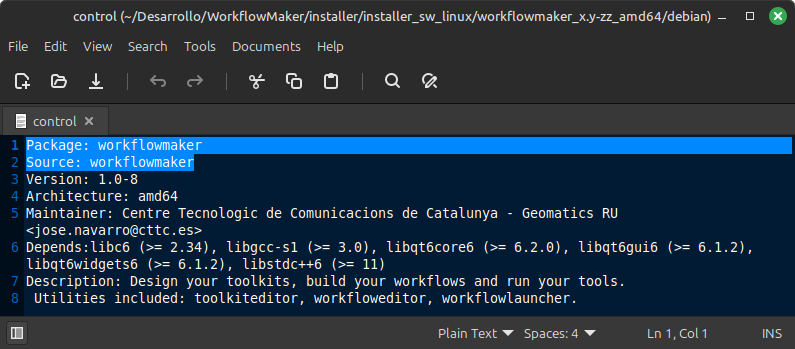 control (~/Desarrollo/WorkflowMaker/installer/installer_sw_linux/workflowmaker_x.y-zz_amd64/debian)
File Edit View Search Tools Documents Help
control
1 Package: workflowmaker
2 Source: workflowmaker
3 Version: 1.0-8
4 Architecture: amd64
5 Maintainer: Centre Tecnologic de Comunicacions de Catalunya - Geomatics RU
<jose.navarro@cttc.es>
6 Depends:libc6 (>= 2.34), libgcc-s1 (>= 3.0), libqt6core6 (>= 6.2.0), libqt6gui6 (>= 6.1.2),
libqt6widgets6 (>= 6.1.2), libstdc++6 (>= 11)
7 Description: Design your toolkits, build your workflows and run your tools.
8  Utilities included: toolkiteditor, workfloweditor, workflowlauncher.
Plain Text Spaces: 4 Ln 1, Col 1 INS